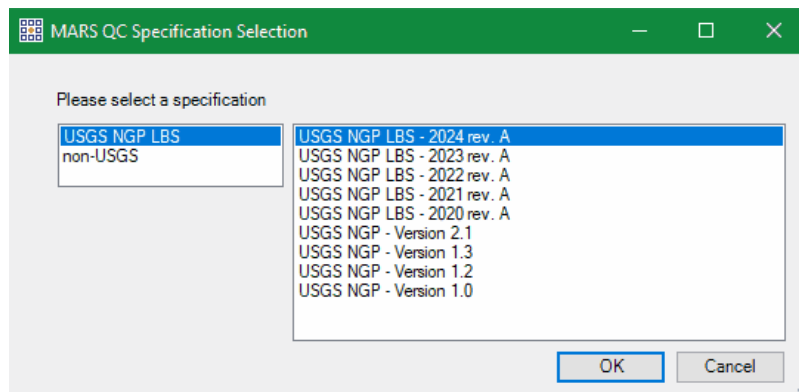 MARS QC Specification Selection
Please select a specification
USGS NGP LBS
non-USGS
USGS NGP LBS - 2024 rev. A
USGS NGP LBS - 2023 rev. A
USGS NGP LBS - 2022 rev. A
USGS NGP LBS - 2021 rev. A
USGS NGP LBS - 2020 rev. A
USGS NGP - Version 2.1
USGS NGP - Version 1.3
USGS NGP - Version 1.2
USGS NGP - Version 1.0
OK Cancel